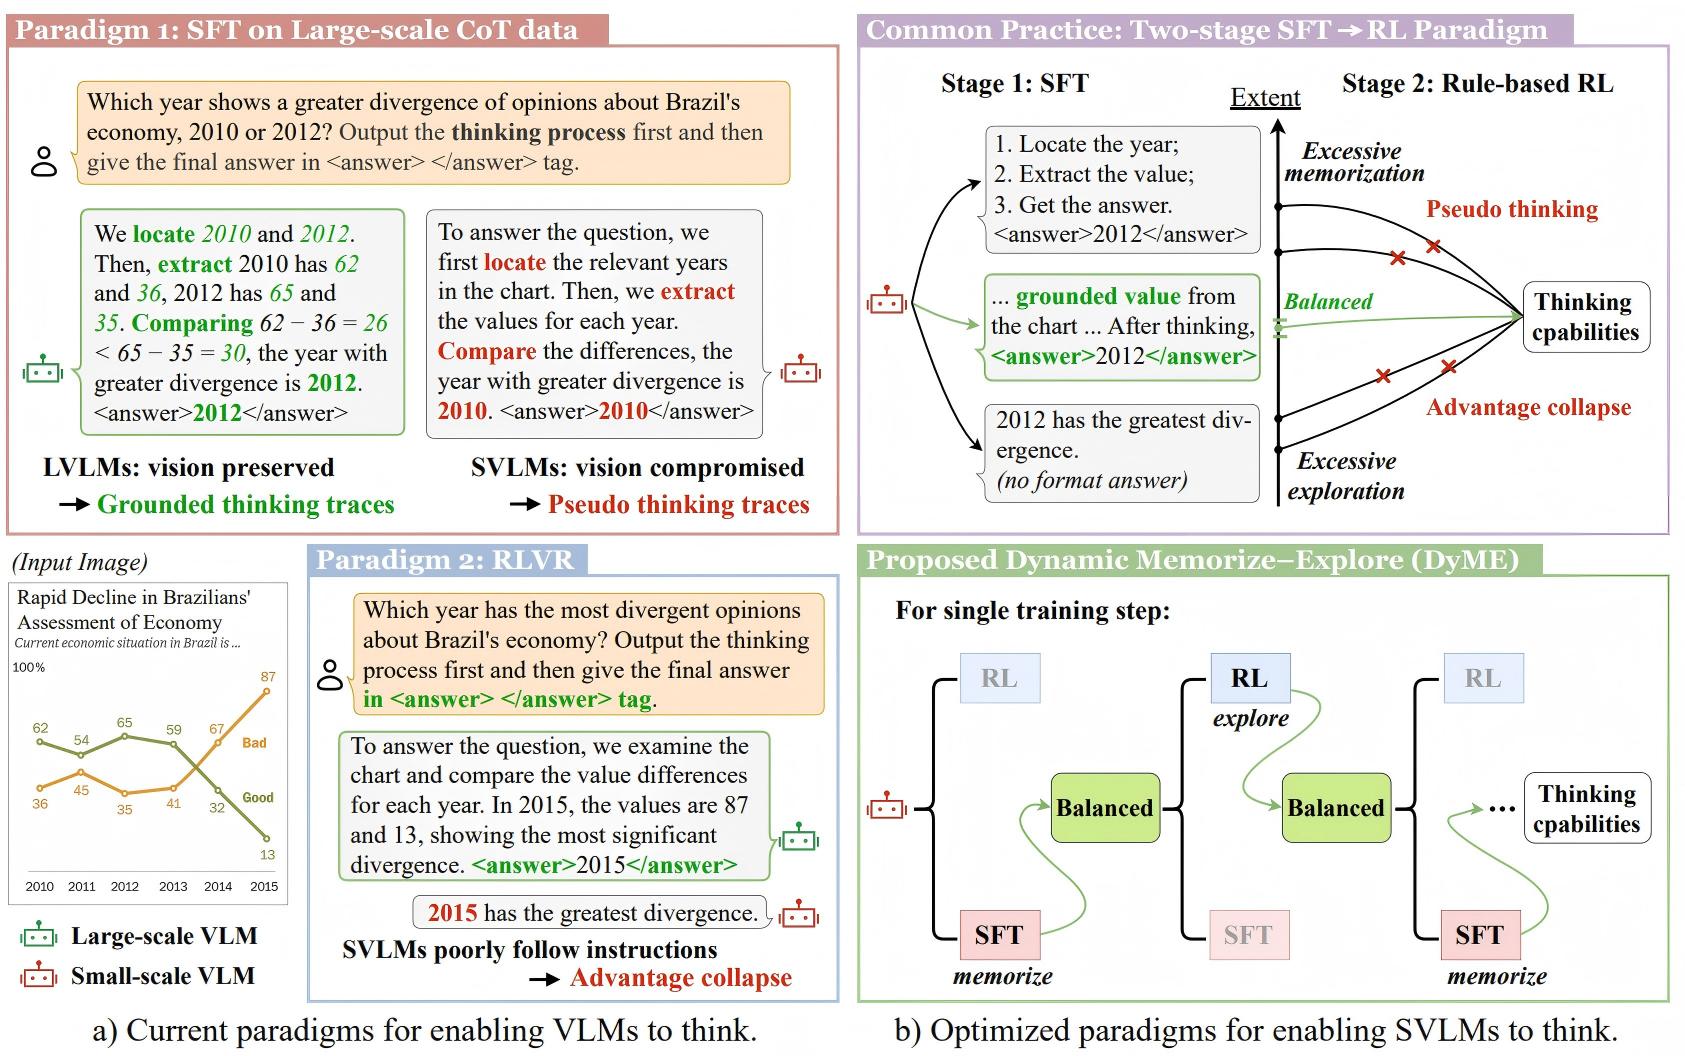 Paradigm 1: SFT on Large-scale CoT data
Which year shows a greater divergence of opinions about Brazil's
economy, 2010 or 2012? Output the thinking process first and then
give the final answer in <answer> </answer> tag.
We locate 2010 and 2012.
Then, extract 2010 has 62
and 36, 2012 has 65 and
35. Comparing 62 − 36 = 26
< 65 − 35 = 30, the year with
greater divergence is 2012.
<answer>2012</answer>
To answer the question, we
first locate the relevant years
in the chart. Then, we extract
the values for each year.
Compare the differences, the
year with greater divergence is
2010. <answer>2010</answer>
LVLMs: vision preserved
→ Grounded thinking traces
SVLMs: vision compromised
→ Pseudo thinking traces
(Input Image)
Rapid Decline in Brazilians'
Assessment of Economy
Current economic situation in Brazil is ...
100%
87
62
54
65
59
67
Bad
36
45
35
41
32
Good
13
2010 2011 2012 2013 2014 2015
Large-scale VLM
Small-scale VLM
Paradigm 2: RLVR
Which year has the most divergent opinions
about Brazil's economy? Output the thinking
process first and then give the final answer
in <answer> </answer> tag.
To answer the question, we examine the
chart and compare the value differences
for each year. In 2015, the values are 87
and 13, showing the most significant
divergence. <answer>2015</answer>
2015 has the greatest divergence.
SVLMs poorly follow instructions
→ Advantage collapse
a) Current paradigms for enabling VLMs to think.
Common Practice: Two-stage SFT → RL Paradigm
Stage 1: SFT
Extent
Stage 2: Rule-based RL
1. Locate the year;
2. Extract the value;
3. Get the answer.
<answer>2012</answer>
... grounded value from
the chart ... After thinking,
<answer>2012</answer>
2012 has the greatest div-
ergence.
(no format answer)
Excessive
memorization
Pseudo thinking
Balanced
Thinking
cpabilities
Advantage collapse
Excessive
exploration
Proposed Dynamic Memorize−Explore (DyME)
For single training step:
RL
SFT
memorize
Balanced
RL
explore
SFT
Balanced
RL
SFT
memorize
...
Thinking
cpabilities
b) Optimized paradigms for enabling SVLMs to think.